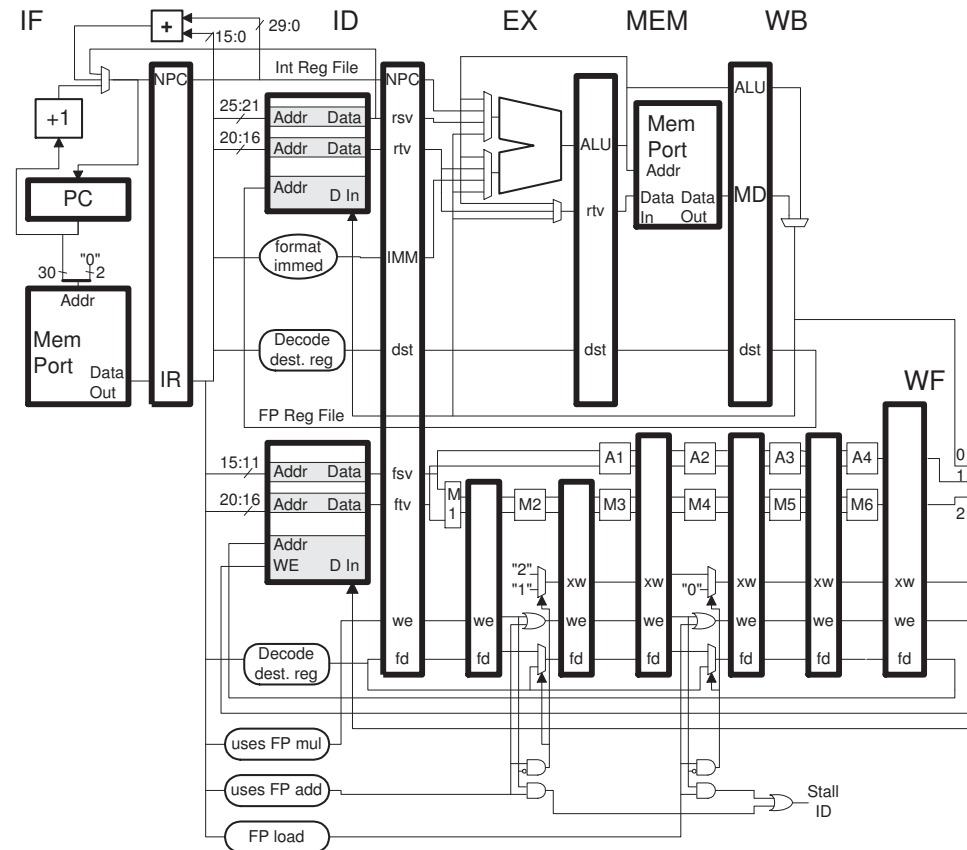 IF ID EX MEM WB
+ 29:0
15:0
Int Reg File
NPC NPC ALU
+1
25:21 Addr Data rsv
20:16 Addr Data rtv
Addr
D In
ALU
Mem
Port
Addr
Data In
Data Out
MD
PC
rtv
format
immed
IMM
30 "0" 2
Addr
Mem
Port
Data
Out
IR
Decode
dest. reg
dst dst dst
WF
FP Reg File
A1 A2 A3 A4
0
1
2
15:11 Addr Data fsv
20:16 Addr Data ftv
M
1
M2 M3 M4 M5 M6
Addr
WE D In
"2"
"1"
xw xw "0" xw xw
we we we we we we
Decode
dest. reg
fd fd fd fd fd fd
uses FP mul
uses FP add
FP load
Stall
ID